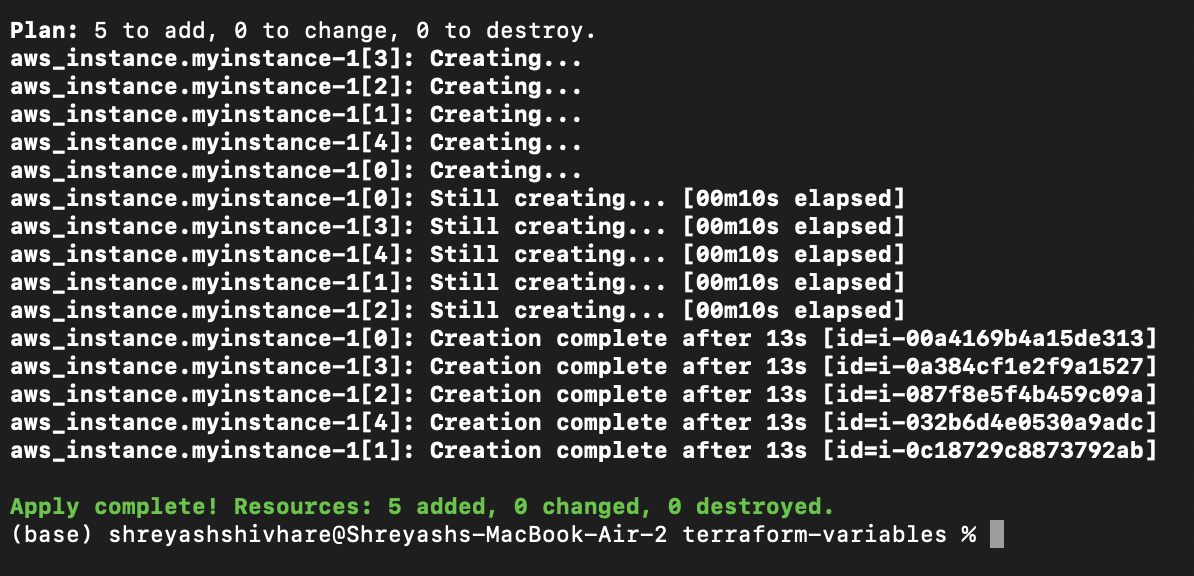 Plan: 5 to add, 0 to change, 0 to destroy.
aws_instance.myinstance-1[3]: Creating...
aws_instance.myinstance-1[2]: Creating...
aws_instance.myinstance-1[1]: Creating...
aws_instance.myinstance-1[4]: Creating...
aws_instance.myinstance-1[0]: Creating...
aws_instance.myinstance-1[0]: Still creating... [00m10s elapsed]
aws_instance.myinstance-1[3]: Still creating... [00m10s elapsed]
aws_instance.myinstance-1[4]: Still creating... [00m10s elapsed]
aws_instance.myinstance-1[1]: Still creating... [00m10s elapsed]
aws_instance.myinstance-1[2]: Still creating... [00m10s elapsed]
aws_instance.myinstance-1[0]: Creation complete after 13s [id=i-00a4169b4a15de313]
aws_instance.myinstance-1[3]: Creation complete after 13s [id=i-0a384cf1e2f9a1527]
aws_instance.myinstance-1[2]: Creation complete after 13s [id=i-087f8e5f4b459c09a]
aws_instance.myinstance-1[4]: Creation complete after 13s [id=i-032b6d4e0530a9adc]
aws_instance.myinstance-1[1]: Creation complete after 13s [id=i-0c18729c8873792ab]
Apply complete! Resources: 5 added, 0 changed, 0 destroyed.
(base) shreyashshivhare@Shreyashs-MacBook-Air-2 terraform-variables %